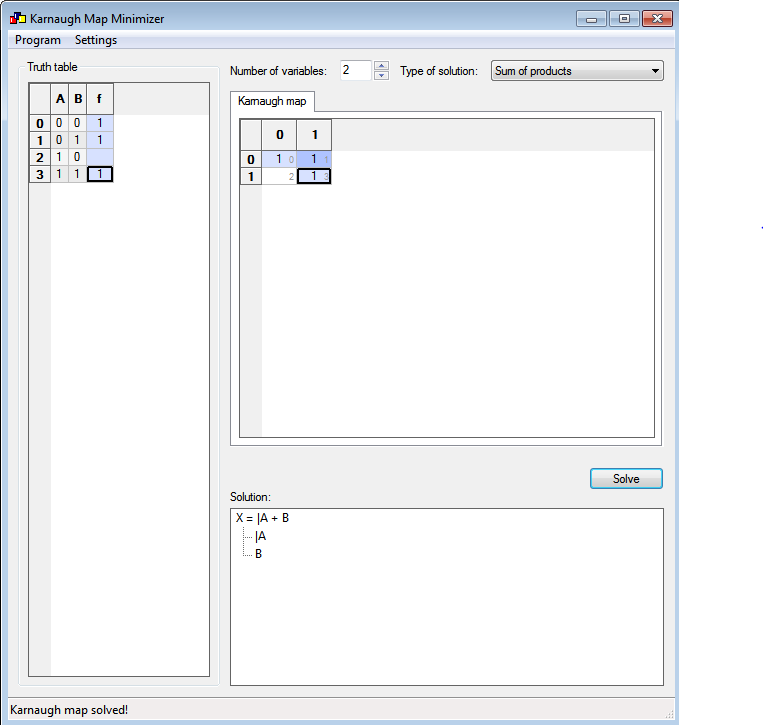 Karnaugh Map Minimizer
Program Settings
Truth table
A B f
0 0 0 1
1 0 1 1
2 1 0
3 1 1 1
Number of variables: 2 Type of solution: Sum of products
Karnaugh map
0 1
0 1 0 1 1
1 2 1 3
Solve
Solution:
X = |A + B
|A
B
Karnaugh map solved!